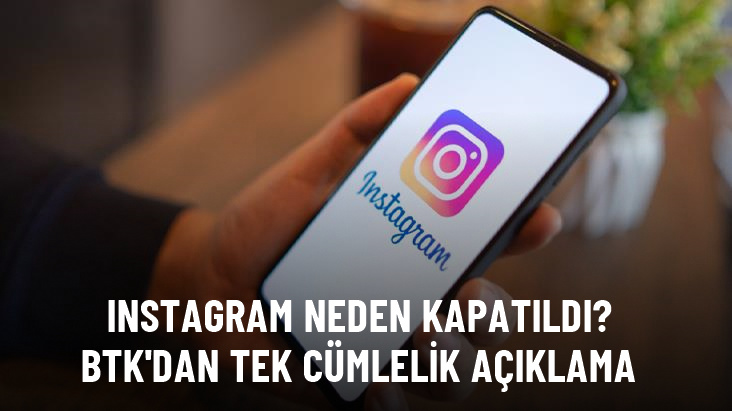 Instagram
INSTAGRAM NEDEN KAPATILDI?
BTK'DAN TEK CÜMLELİK AÇIKLAMA